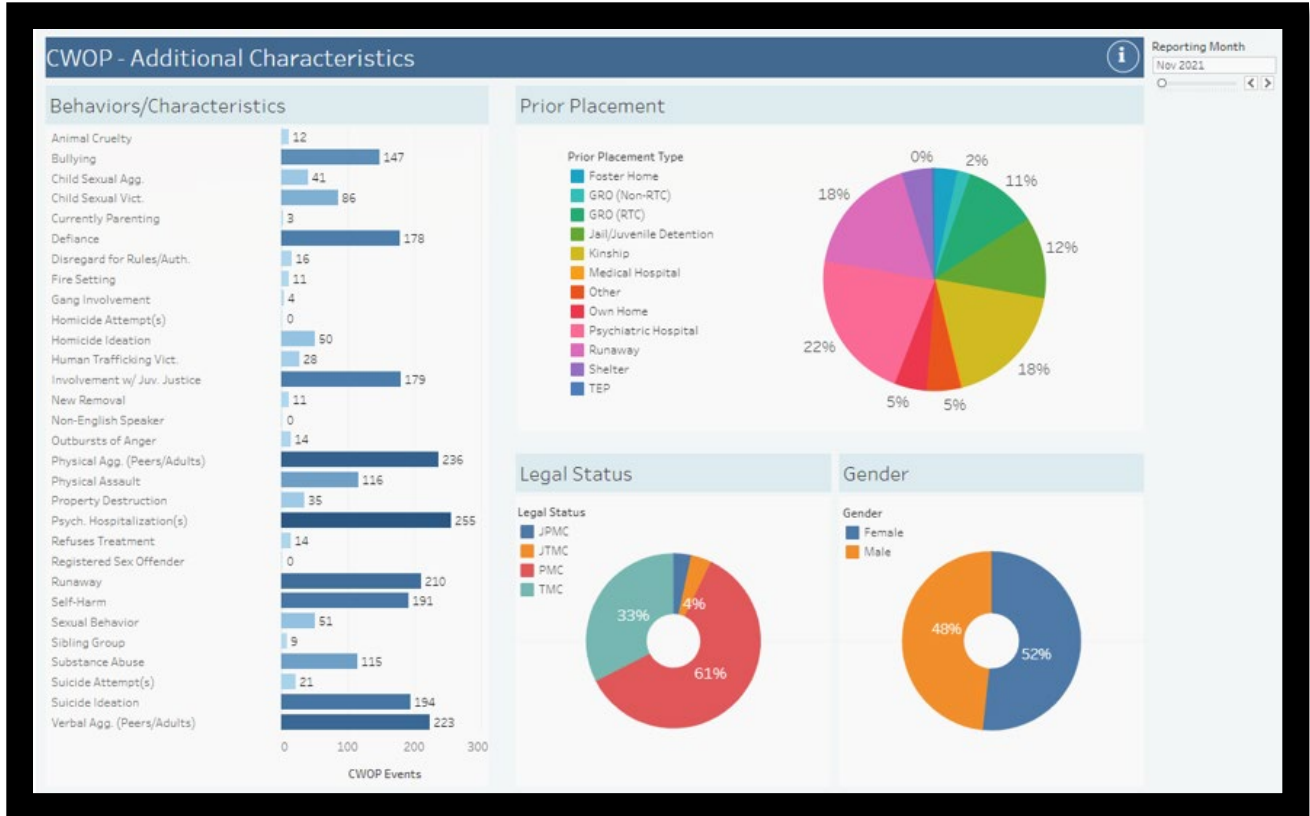 CWOP - Additional Characteristics
i
Reporting Month
Nov 2021
< >
Behaviors/Characteristics
Animal Cruelty 12
Bullying 147
Child Sexual Agg. 41
Child Sexual Vict. 86
Currently Parenting 3
Defiance 178
Disregard for Rules/Auth. 16
Fire Setting 11
Gang Involvement 4
Homicide Attempt(s) 0
Homicide Ideation 50
Human Trafficking Vict. 28
Involvement w/ Juv. Justice 179
New Removal 11
Non-English Speaker 0
Outbursts of Anger 14
Physical Agg. (Peers/Adults) 236
Physical Assault 116
Property Destruction 35
Psych. Hospitalization(s) 255
Refuses Treatment 14
Registered Sex Offender 0
Runaway 210
Self-Harm 191
Sexual Behavior 51
Sibling Group 9
Substance Abuse 115
Suicide Attempt(s) 21
Suicide Ideation 194
Verbal Agg. (Peers/Adults) 223
0 100 200 300
CWOP Events
Prior Placement
Prior Placement Type
Foster Home
GRO (Non-RTC)
GRO (RTC)
Jail/Juvenile Detention
Kinship
Medical Hospital
Other
Own Home
Psychiatric Hospital
Runaway
Shelter
TEP
0%
2%
11%
12%
18%
5%
5%
22%
18%
Legal Status
Legal Status
JPMC
JTMC
PMC
TMC
33%
4%
61%
Gender
Gender
Female
Male
48%
52%